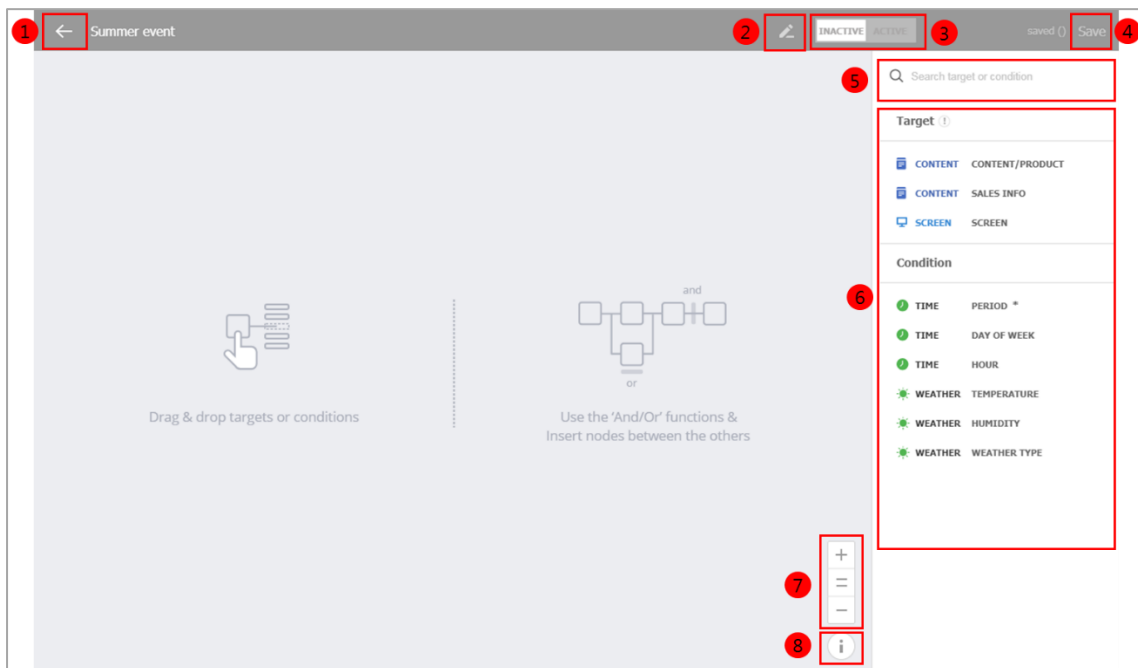 1 Summer event 2 INACTIVE ACTIVE 3 saved () Save 4
5 Search target or condition
Target !
CONTENT CONTENT/PRODUCT
CONTENT SALES INFO
SCREEN SCREEN
Condition
6
TIME PERIOD *
TIME DAY OF WEEK
TIME HOUR
WEATHER TEMPERATURE
WEATHER HUMIDITY
WEATHER WEATHER TYPE
and
or
Drag & drop targets or conditions
Use the ‘And/Or’ functions &
Insert nodes between the others
7
+
=
−
8 i